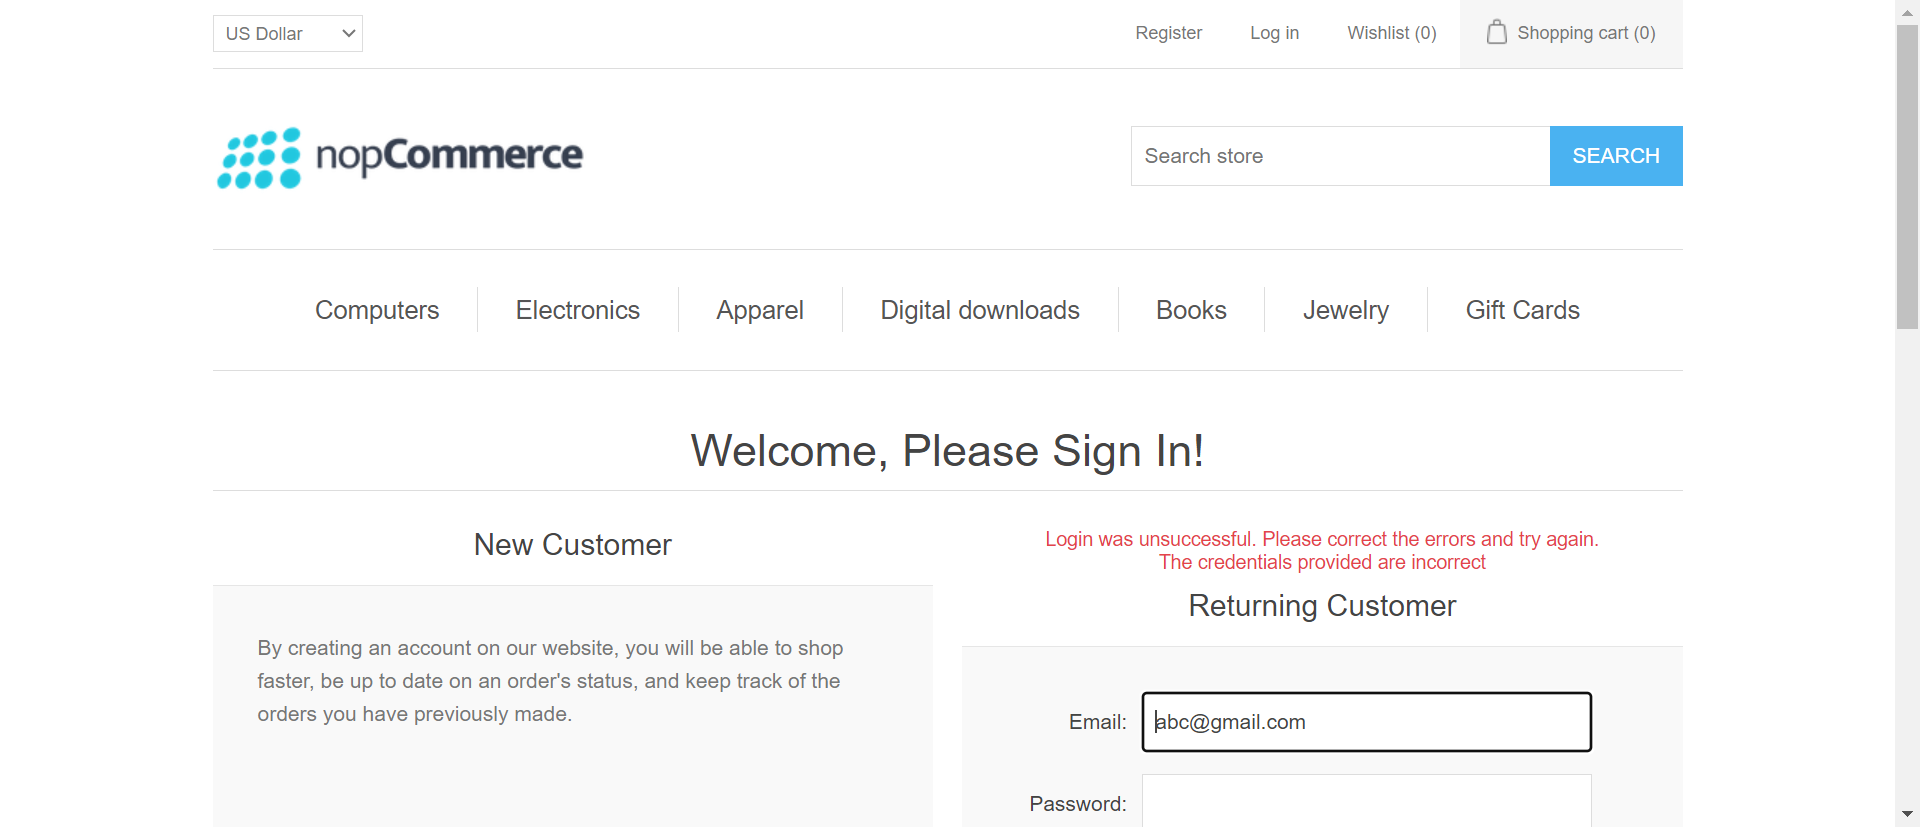 US Dollar
Register
Log in
Wishlist (0)
Shopping cart (0)
nopCommerce
Search store
SEARCH
Computers
Electronics
Apparel
Digital downloads
Books
Jewelry
Gift Cards
Welcome, Please Sign In!
New Customer
By creating an account on our website, you will be able to shop
faster, be up to date on an order's status, and keep track of the
orders you have previously made.
Login was unsuccessful. Please correct the errors and try again.
The credentials provided are incorrect
Returning Customer
Email:
abc@gmail.com
Password: